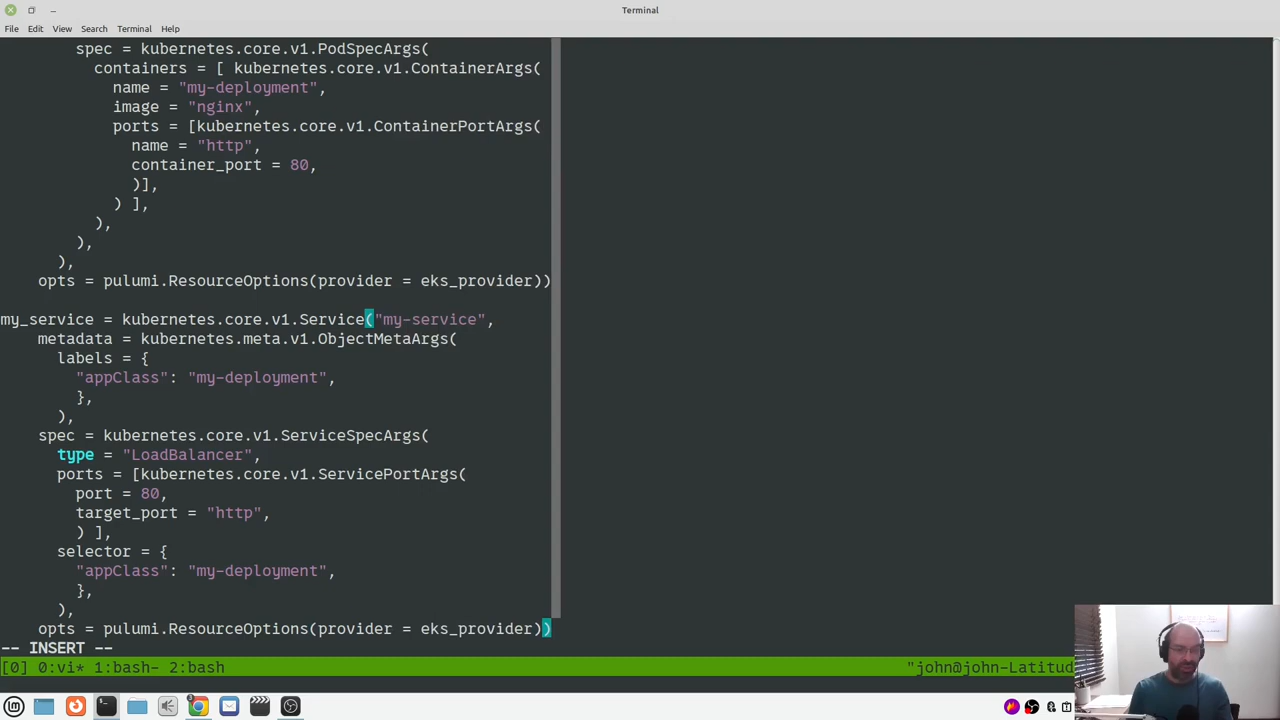 Terminal
File Edit View Search Terminal Help
spec = kubernetes.core.v1.PodSpecArgs(
containers = [ kubernetes.core.v1.ContainerArgs(
name = "my-deployment",
image = "nginx",
ports = [kubernetes.core.v1.ContainerPortArgs(
name = "http",
container_port = 80,
)],
) ],
),
),
),
opts = pulumi.ResourceOptions(provider = eks_provider))
my_service = kubernetes.core.v1.Service("my-service",
metadata = kubernetes.meta.v1.ObjectMetaArgs(
labels = {
"appClass": "my-deployment",
},
),
spec = kubernetes.core.v1.ServiceSpecArgs(
type = "LoadBalancer",
ports = [kubernetes.core.v1.ServicePortArgs(
port = 80,
target_port = "http",
) ],
selector = {
"appClass": "my-deployment",
},
),
opts = pulumi.ResourceOptions(provider = eks_provider))
-- INSERT --
[0] 0:vi* 1:bash- 2:bash "john@john-Latitud
3